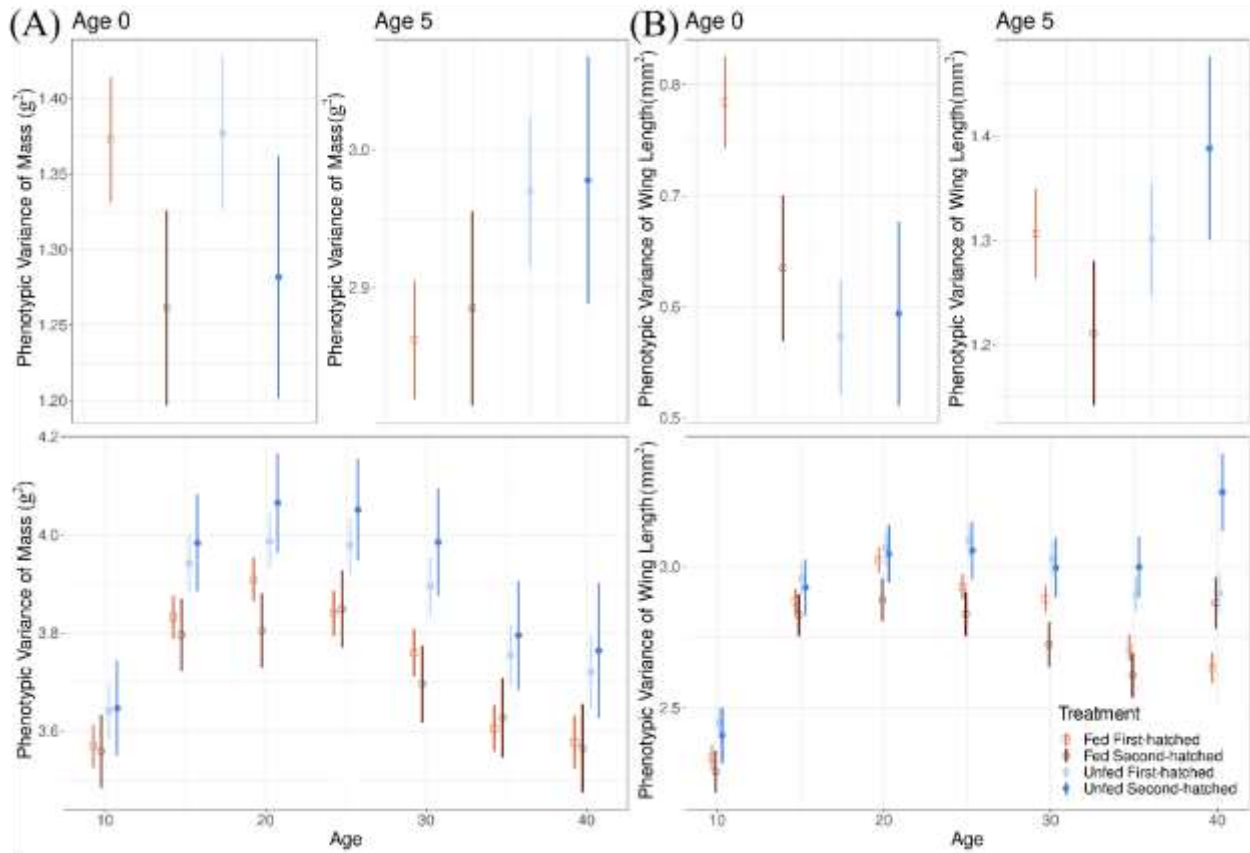 (A)
Age 0
Age 5
(B)
Age 0
Age 5
Phenotypic Variance of Mass (g²)
1.40
1.35
1.30
1.25
1.20
Phenotypic Variance of Mass(g²)
3.0
2.9
Phenotypic Variance of Wing Length(mm²)
0.8
0.7
0.6
0.5
Phenotypic Variance of Wing Length(mm²)
1.4
1.3
1.2
Phenotypic Variance of Mass (g²)
4.2
4.0
3.8
3.6
10
20
30
40
Age
Phenotypic Variance of Wing Length(mm²)
3.0
2.5
10
20
30
40
Age
Treatment
Fed First-hatched
Fed Second-hatched
Unfed First-hatched
Unfed Second-hatched